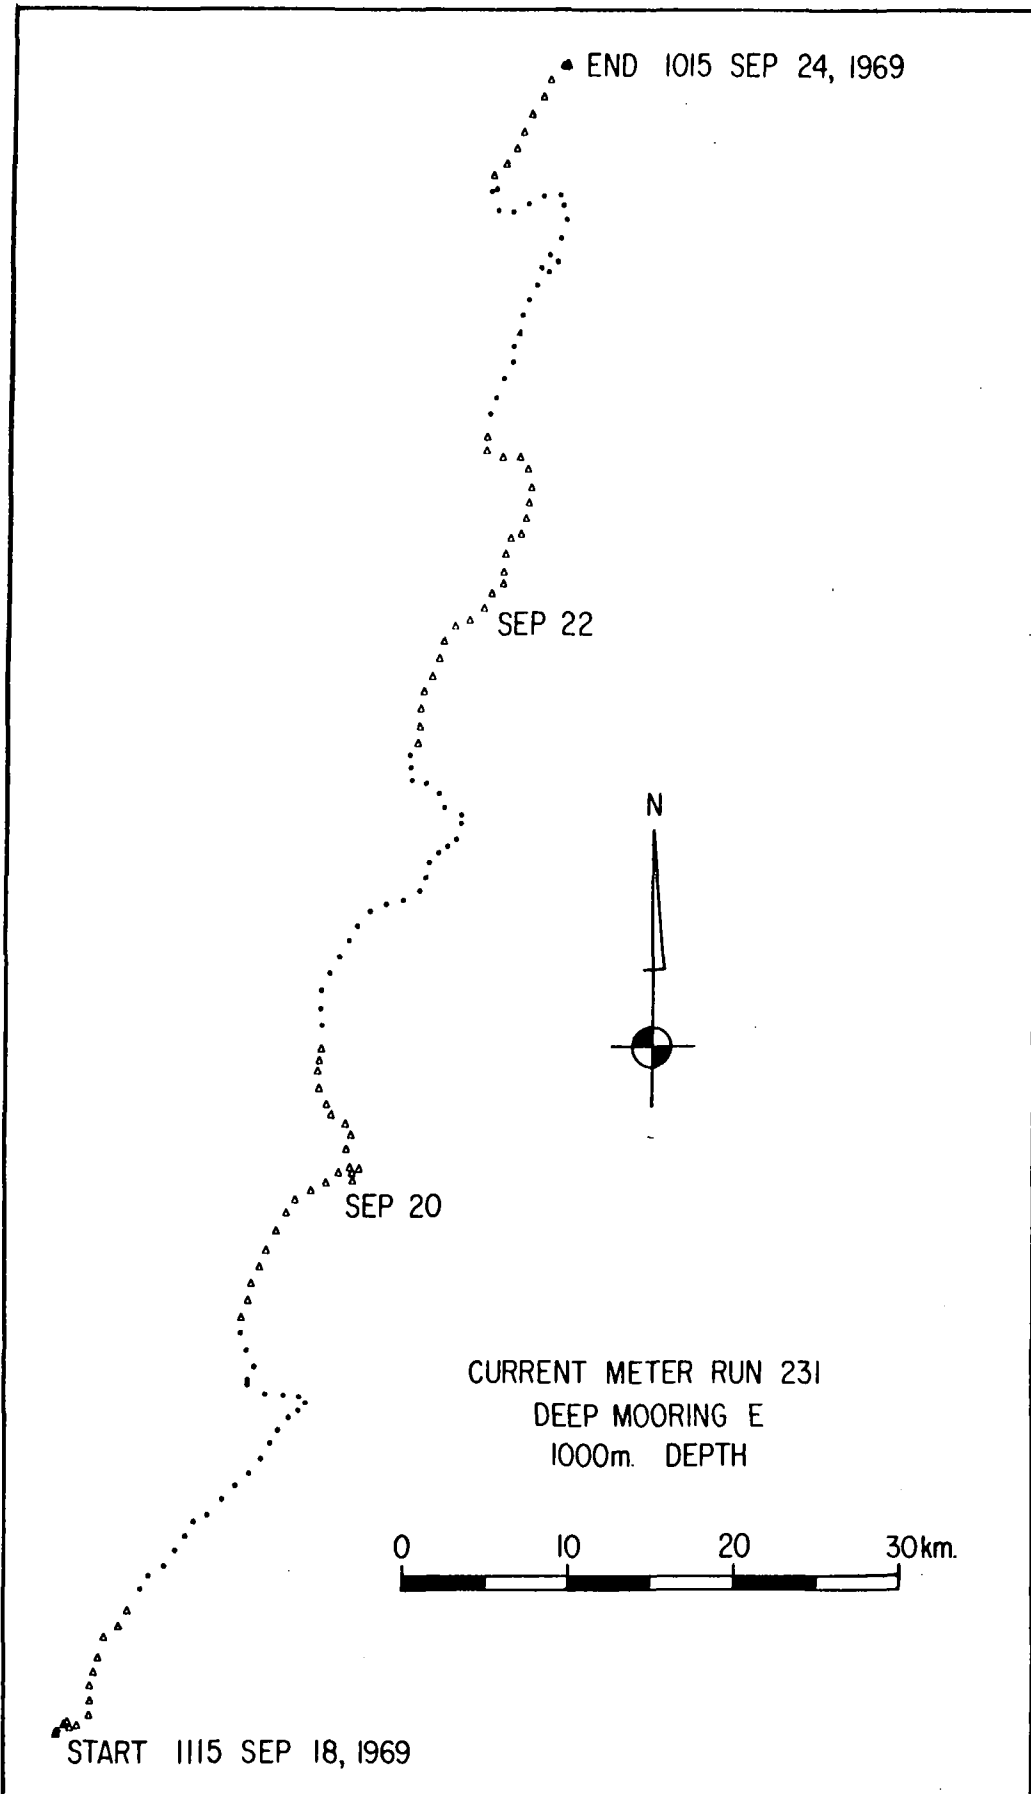 END 1015 SEP 24, 1969
SEP 22
N
SEP 20
CURRENT METER RUN 231
DEEP MOORING E
1000m. DEPTH
0 10 20 30km.
START 1115 SEP 18, 1969